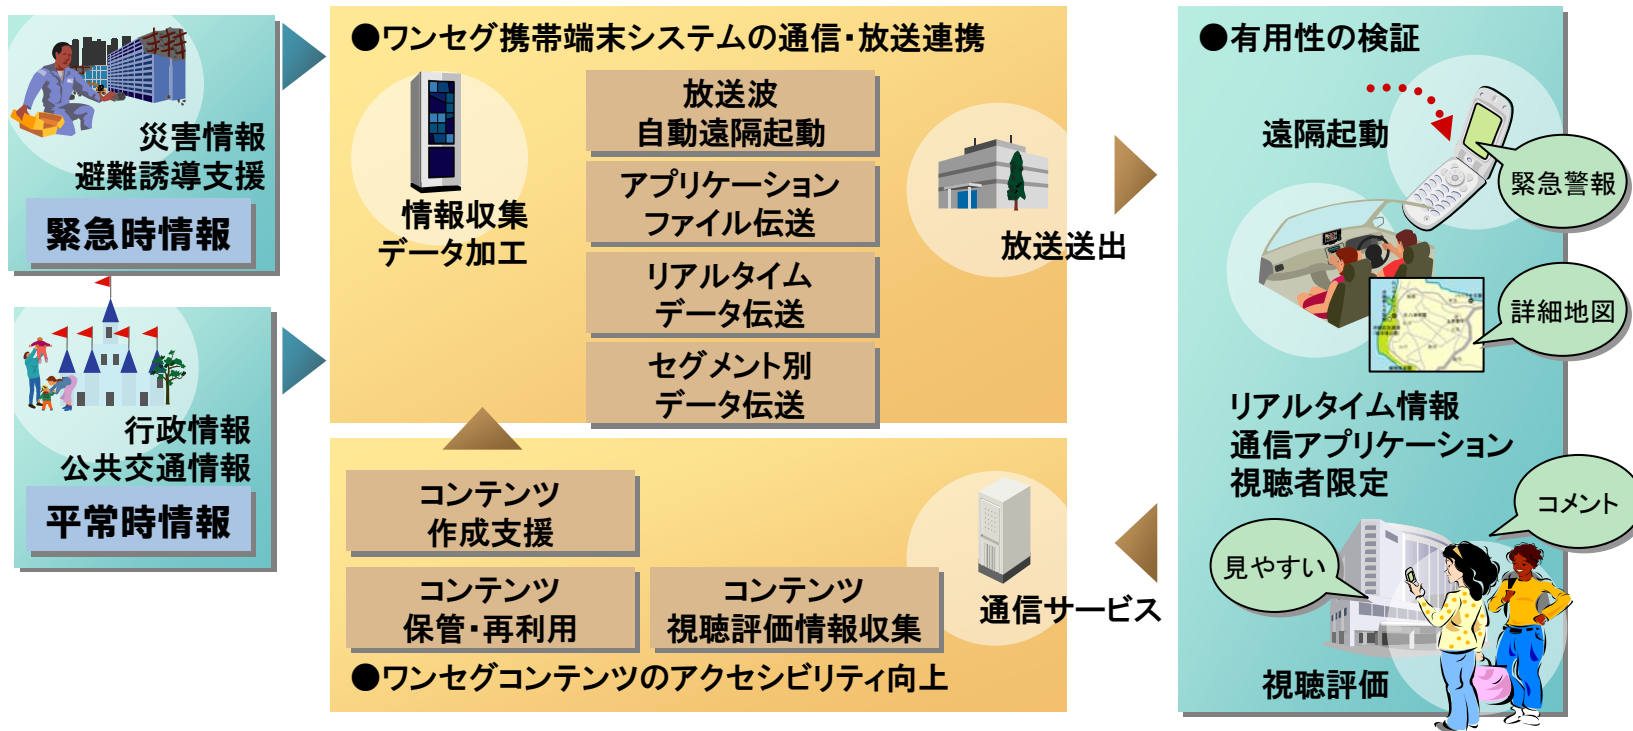 災害情報
避難誘導支援
緊急時情報
行政情報
公共交通情報
平常時情報
●ワンセグ携帯端末システムの通信・放送連携
情報収集
データ加工
放送波
自動遠隔起動
アプリケーション
ファイル伝送
リアルタイム
データ伝送
セグメント別
データ伝送
放送送出
コンテンツ
作成支援
コンテンツ
保管・再利用
コンテンツ
視聴評価情報収集
通信サービス
●ワンセグコンテンツのアクセシビリティ向上
●有用性の検証
遠隔起動
緊急警報
詳細地図
リアルタイム情報
通信アプリケーション
視聴者限定
コメント
見やすい
視聴評価